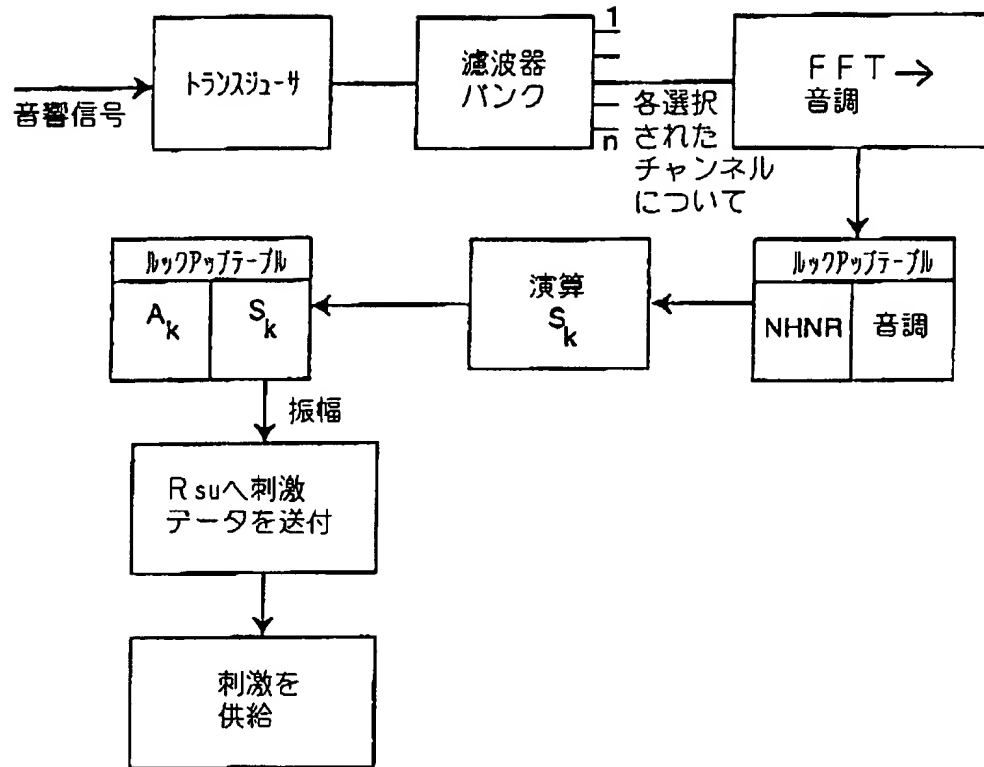 音響信号
トランスジューサ
濾波器
バンク
1
n
各選択
された
チャンネル
について
FFT→
音調
ルックアップテーブル
NHNR
音調
演算
Sk
ルックアップテーブル
Ak
Sk
振幅
Rsuへ刺激
データを送付
刺激を
供給